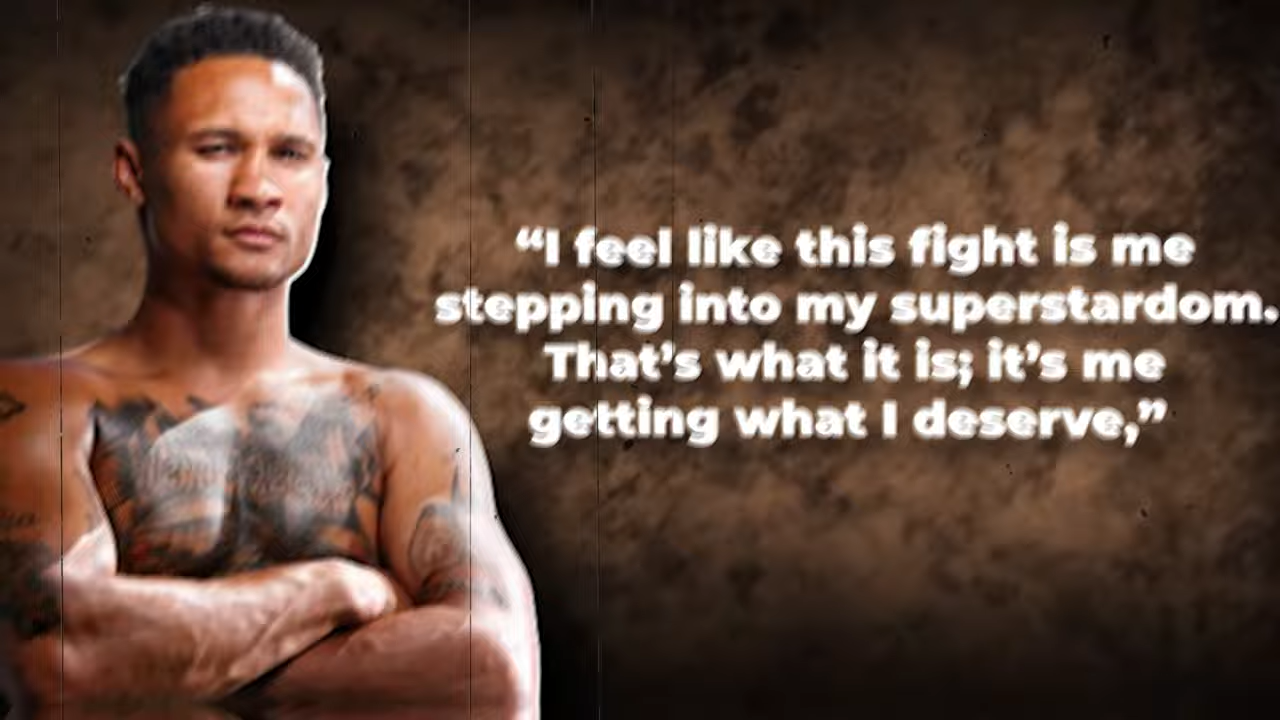 “I feel like this fight is me
stepping into my superstardom.
That’s what it is; it’s me
getting what I deserve,”